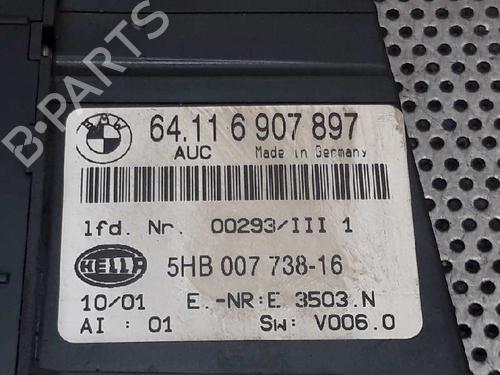 B-PARTS
BMW
64.11 6 907 897
AUC Made in Germany
lfd. Nr. 00293/III 1
HELLA 5HB 007 738-16
10/01 E.-NR:E 3503.N
AI : 01 Sw: V006.0